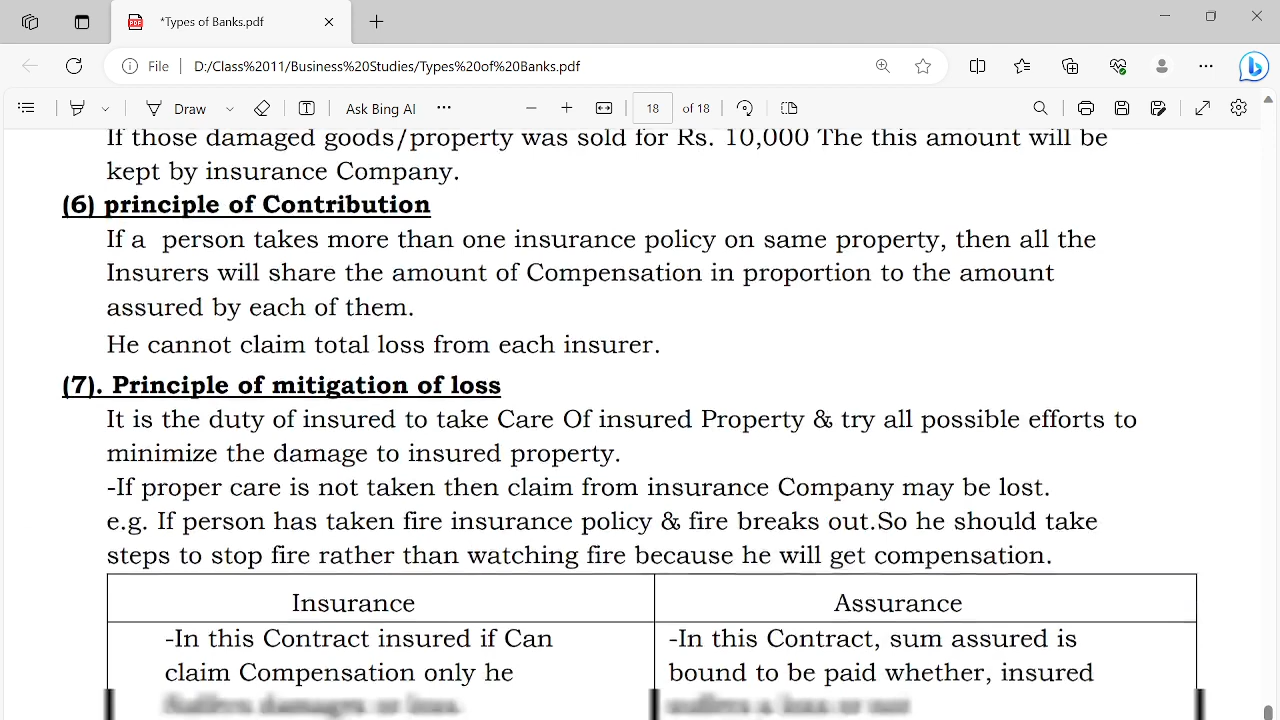 *Types of Banks.pdf
File | D:/Class%2011/Business%20Studies/Types%20of%20Banks.pdf
Draw Ask Bing AI 18 of 18
If those damaged goods/property was sold for Rs. 10,000 The this amount will be
kept by insurance Company.
(6) principle of Contribution
If a person takes more than one insurance policy on same property, then all the
Insurers will share the amount of Compensation in proportion to the amount
assured by each of them.
He cannot claim total loss from each insurer.
(7). Principle of mitigation of loss
It is the duty of insured to take Care Of insured Property & try all possible efforts to
minimize the damage to insured property.
-If proper care is not taken then claim from insurance Company may be lost.
e.g. If person has taken fire insurance policy & fire breaks out.So he should take
steps to stop fire rather than watching fire because he will get compensation.
Insurance Assurance
-In this Contract insured if Can -In this Contract, sum assured is
claim Compensation only he bound to be paid whether, insured